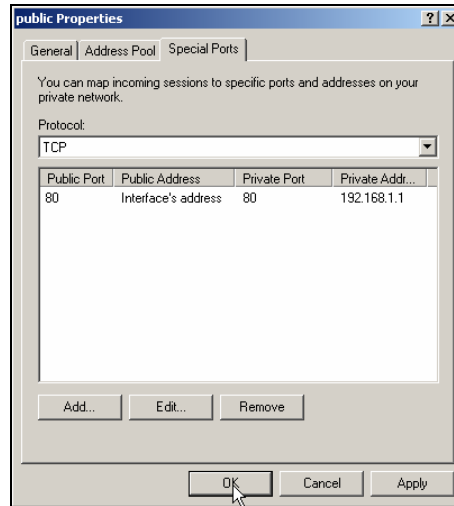 public Properties
General Address Pool Special Ports
You can map incoming sessions to specific ports and addresses on your
private network.
Protocol:
TCP
Public Port Public Address Private Port Private Addr...
80 Interface's address 80 192.168.1.1
Add... Edit... Remove
OK Cancel Apply